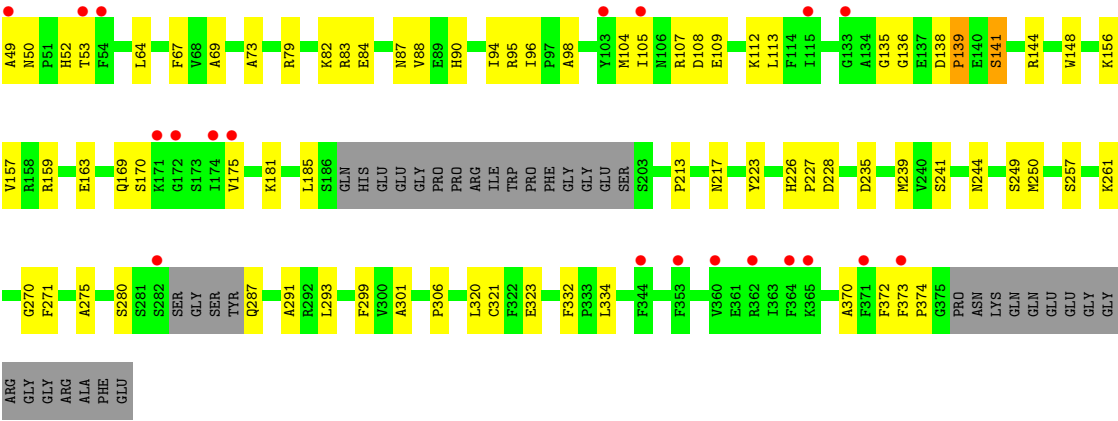 A49 N50 P51 H52 T53 F54 L64 F67 V68 A69 A73 R79 K82 R83 E84 N87 V88 E89 H90 I94 R95 I96 P97 A98 Y103 M104 I105 N106 R107 D108 E109 K112 L113 F114 I115 G133 A134 G135 G136 E137 D138 P139 E140 S141 R144 W148 K156
V157 R158 R159 E163 Q169 S170 K171 G172 S173 I174 V175 K181 L185 S186 GLN HIS GLU GLU GLY PRO PRO ARG ILE TRP PRO PHE GLY GLY GLU SER S203 P213 N217 Y223 H226 P227 D228 D235 M239 V240 S241 N244 S249 M250 S257 K261
G270 F271 A275 S280 S281 S282 SER GLY SER TYR Q287 A291 R292 L293 F299 V300 A301 P306 L320 C321 F322 E323 F332 P333 L334 F344 F353 V360 E361 R362 I363 F364 K365 A370 F371 F372 F373 P374 G375 PRO ASN LYS GLN GLN GLU GLU GLY GLY
ARG GLY GLY ARG ALA PHE GLU